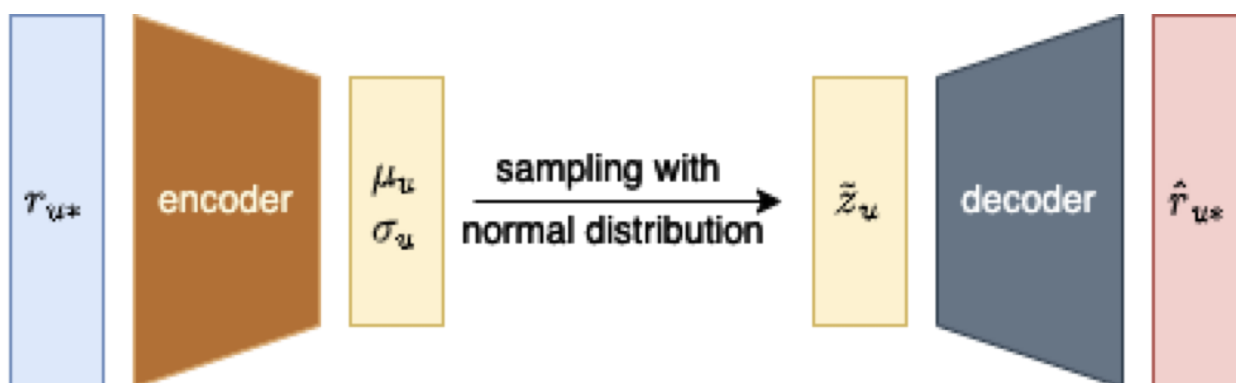 r_{u*}
encoder
μ_u
σ_u
sampling with
normal distribution
z̃_u
decoder
r̂_{u*}